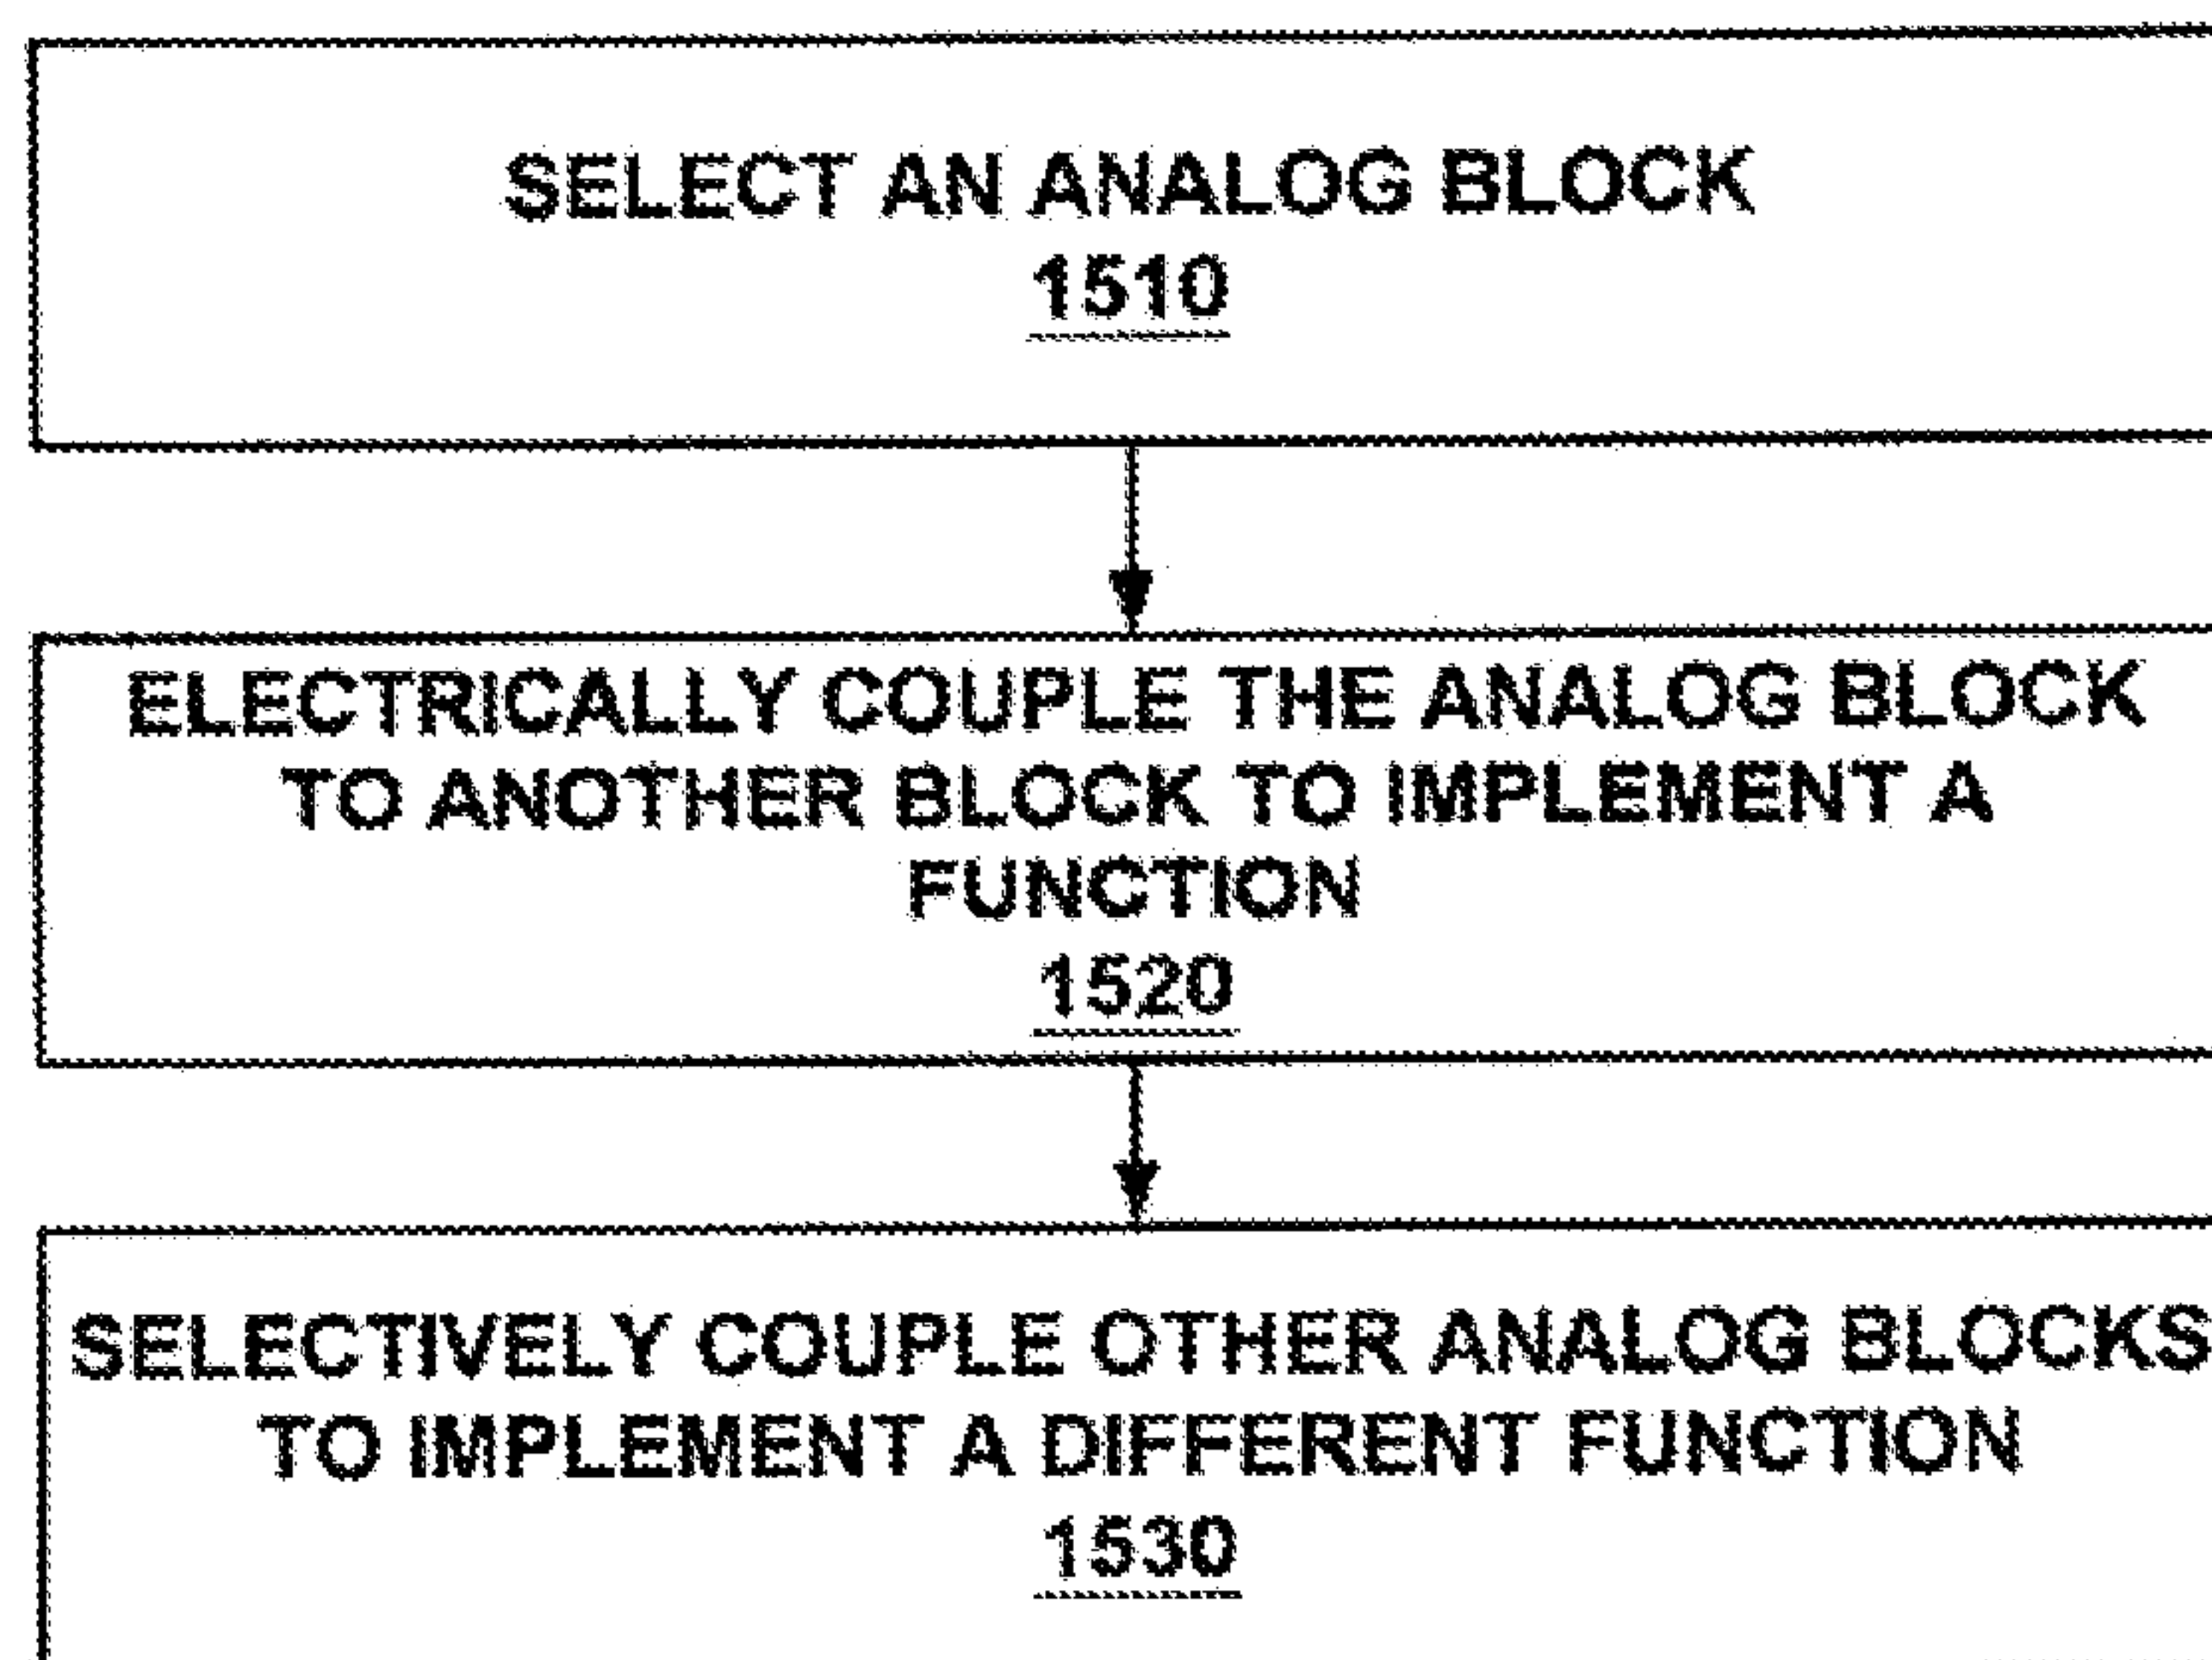 SELECT AN ANALOG BLOCK
1510
ELECTRICALLY COUPLE THE ANALOG BLOCK
TO ANOTHER BLOCK TO IMPLEMENT A
FUNCTION
1520
SELECTIVELY COUPLE OTHER ANALOG BLOCKS
TO IMPLEMENT A DIFFERENT FUNCTION
1530